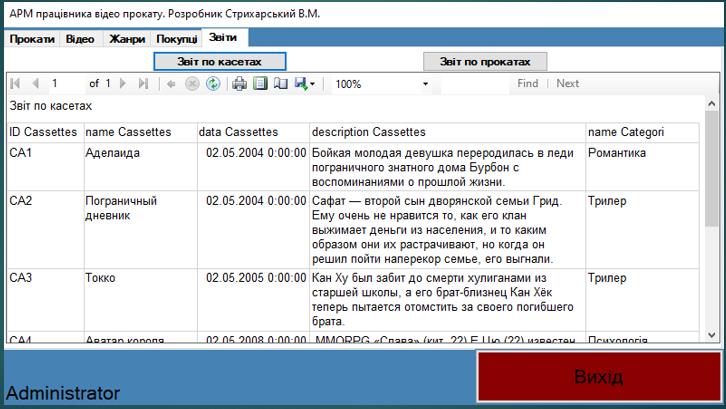 АРМ працівника відео прокату. Розробник Стрихарський В.М.
Прокати Відео Жанри Покупці Звіти
Звіт по касетах Звіт по прокатах
1 of 1 100% Find | Next
Звіт по касетах
ID Cassettes name Cassettes data Cassettes description Cassettes name Categori
CA1 Аделаида 02.05.2004 0:00:00 Бойкая молодая девушка переродилась в леди Романтика
пограничного знатного дома Бурбон с
воспоминаниями о прошлой жизни.
CA2 Пограничный 02.05.2004 0:00:00 Сафат — второй сын дворянской семьи Грид. Трилер
дневник Ему очень не нравится то, как его клан
выжимает деньги из населения, и то каким
образом они их растрачивают, но когда он
решил пойти наперекор семье, его выгнали.
CA3 Токко 02.05.2005 0:00:00 Кан Ху был забит до смерти хулиганами из Трилер
старшей школы, а его брат-близнец Кан Хёк
теперь пытается отомстить за своего погибшего
брата.
CA4 Аватар короля 02.05.2008 0:00:00 MMORPG «Слава» (кит. 22) Е Цю (22) известен Психологія
Administrator
Вихід